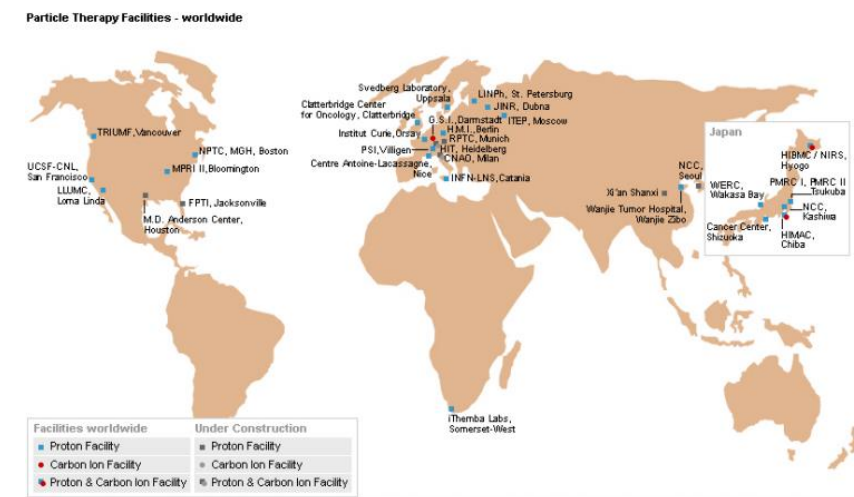 Particle Therapy Facilities - worldwide
Svedberg Laboratory,
Uppsala
LINPh, St. Petersburg
Clatterbridge Center
for Oncology, Clatterbridge
JINR, Dubna
G.S.I.,Darmstadt
ITEP, Moscow
H.M.I.,Berlin
Institut Curie,Orsay
RPTC, Munich
PSI,Villigen
HIT, Heidelberg
CNAO, Milan
Centre Antoine-Lacassagne,
Nice
INFN-LNS,Catania
TRIUMF,Vancouver
NPTC, MGH, Boston
UCSF-CNL,
San Francisco
MPRI II,Bloomington
LLUMC,
Loma Linda
FPTI, Jacksonville
M.D. Anderson Center,
Houston
NCC,
Seoul
Xi'an Shanxi
Wanjie Tumor Hospital,
Wanjie Zibo
Japan
HIBMC / NIRS,
Hyogo
WERC,
Wakasa Bay
PMRC I, PMRC II
Tsukuba
NCC,
Kashiwa
Cancer Center,
Shizuoka
HIMAC,
Chiba
iThemba Labs,
Somerset-West
Facilities worldwide
Under Construction
Proton Facility
Proton Facility
Carbon Ion Facility
Carbon Ion Facility
Proton & Carbon Ion Facility
Proton & Carbon Ion Facility